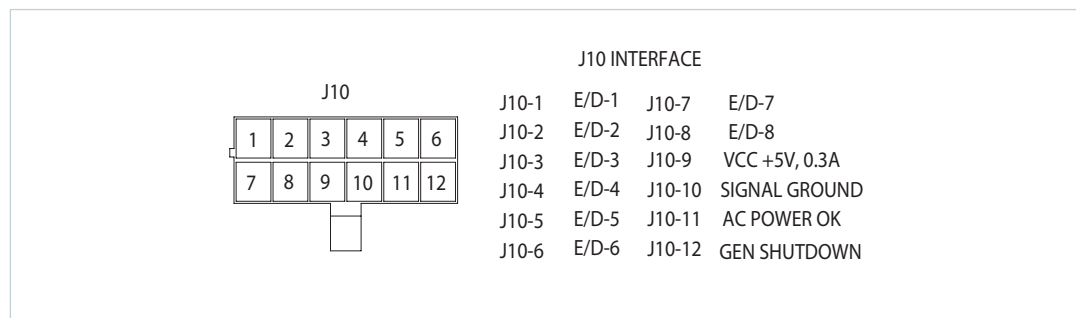 J10 INTERFACE
J10
1 2 3 4 5 6
7 8 9 10 11 12
J10-1 E/D-1 J10-7 E/D-7
J10-2 E/D-2 J10-8 E/D-8
J10-3 E/D-3 J10-9 VCC +5V, 0.3A
J10-4 E/D-4 J10-10 SIGNAL GROUND
J10-5 E/D-5 J10-11 AC POWER OK
J10-6 E/D-6 J10-12 GEN SHUTDOWN